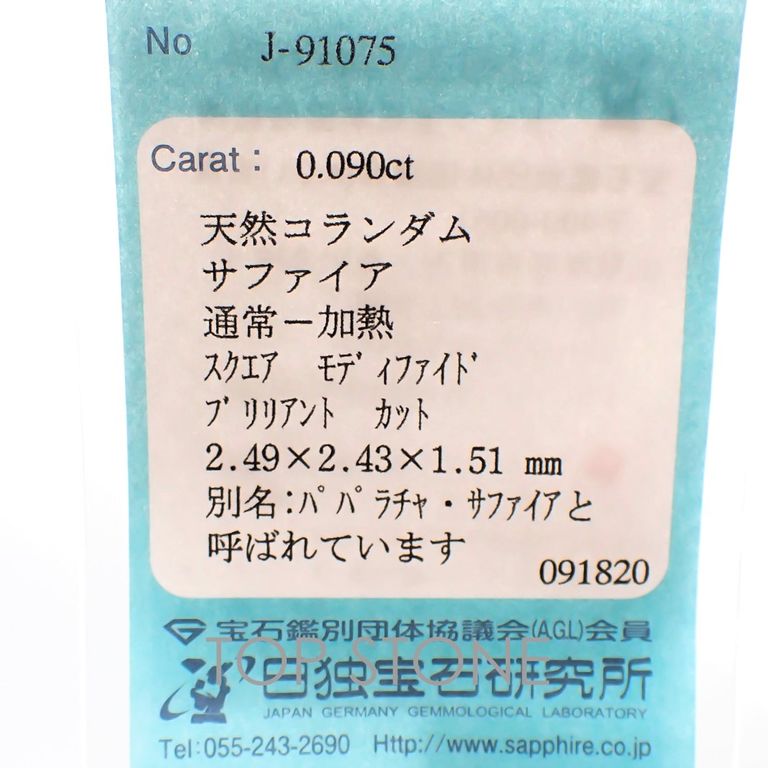 No J-91075
Carat: 0.090ct
天然コランダム
サファイア
通常－加熱
ｽｸｴｱ ﾓﾃﾞｨﾌｧｲﾄﾞ
ﾌﾞﾘﾘｱﾝﾄ ｶｯﾄ
2.49×2.43×1.51 mm
別名:ﾊﾟﾊﾟﾗﾁｬ・ｻﾌｧｲｱと
呼ばれています
091820
宝石鑑別団体協議会(AGL)会員
TOP STONE
日独宝石研究所
JAPAN GERMANY GEMMOLOGICAL LABORATORY
Tel:055-243-2690 Http://www.sapphire.co.jp